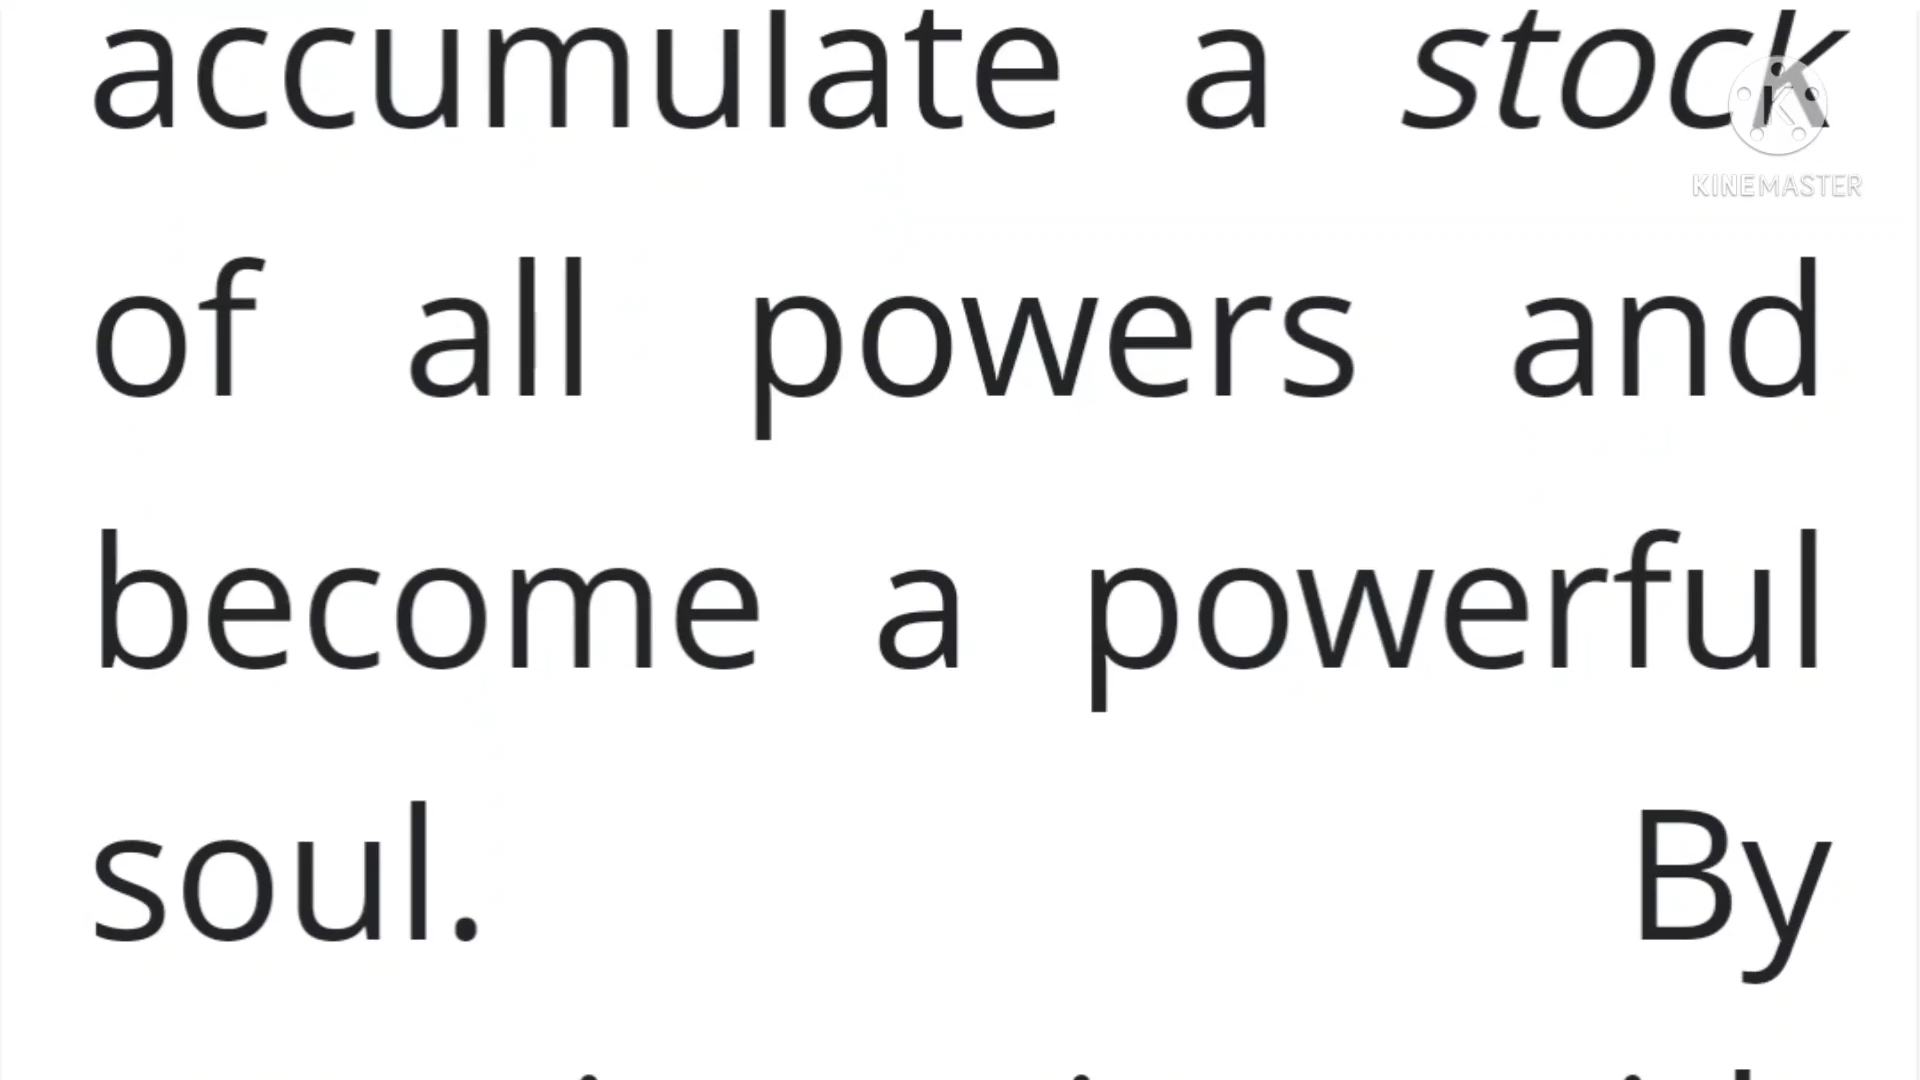 accumulate a stock
KINEMASTER
of all powers and
become a powerful
soul. By